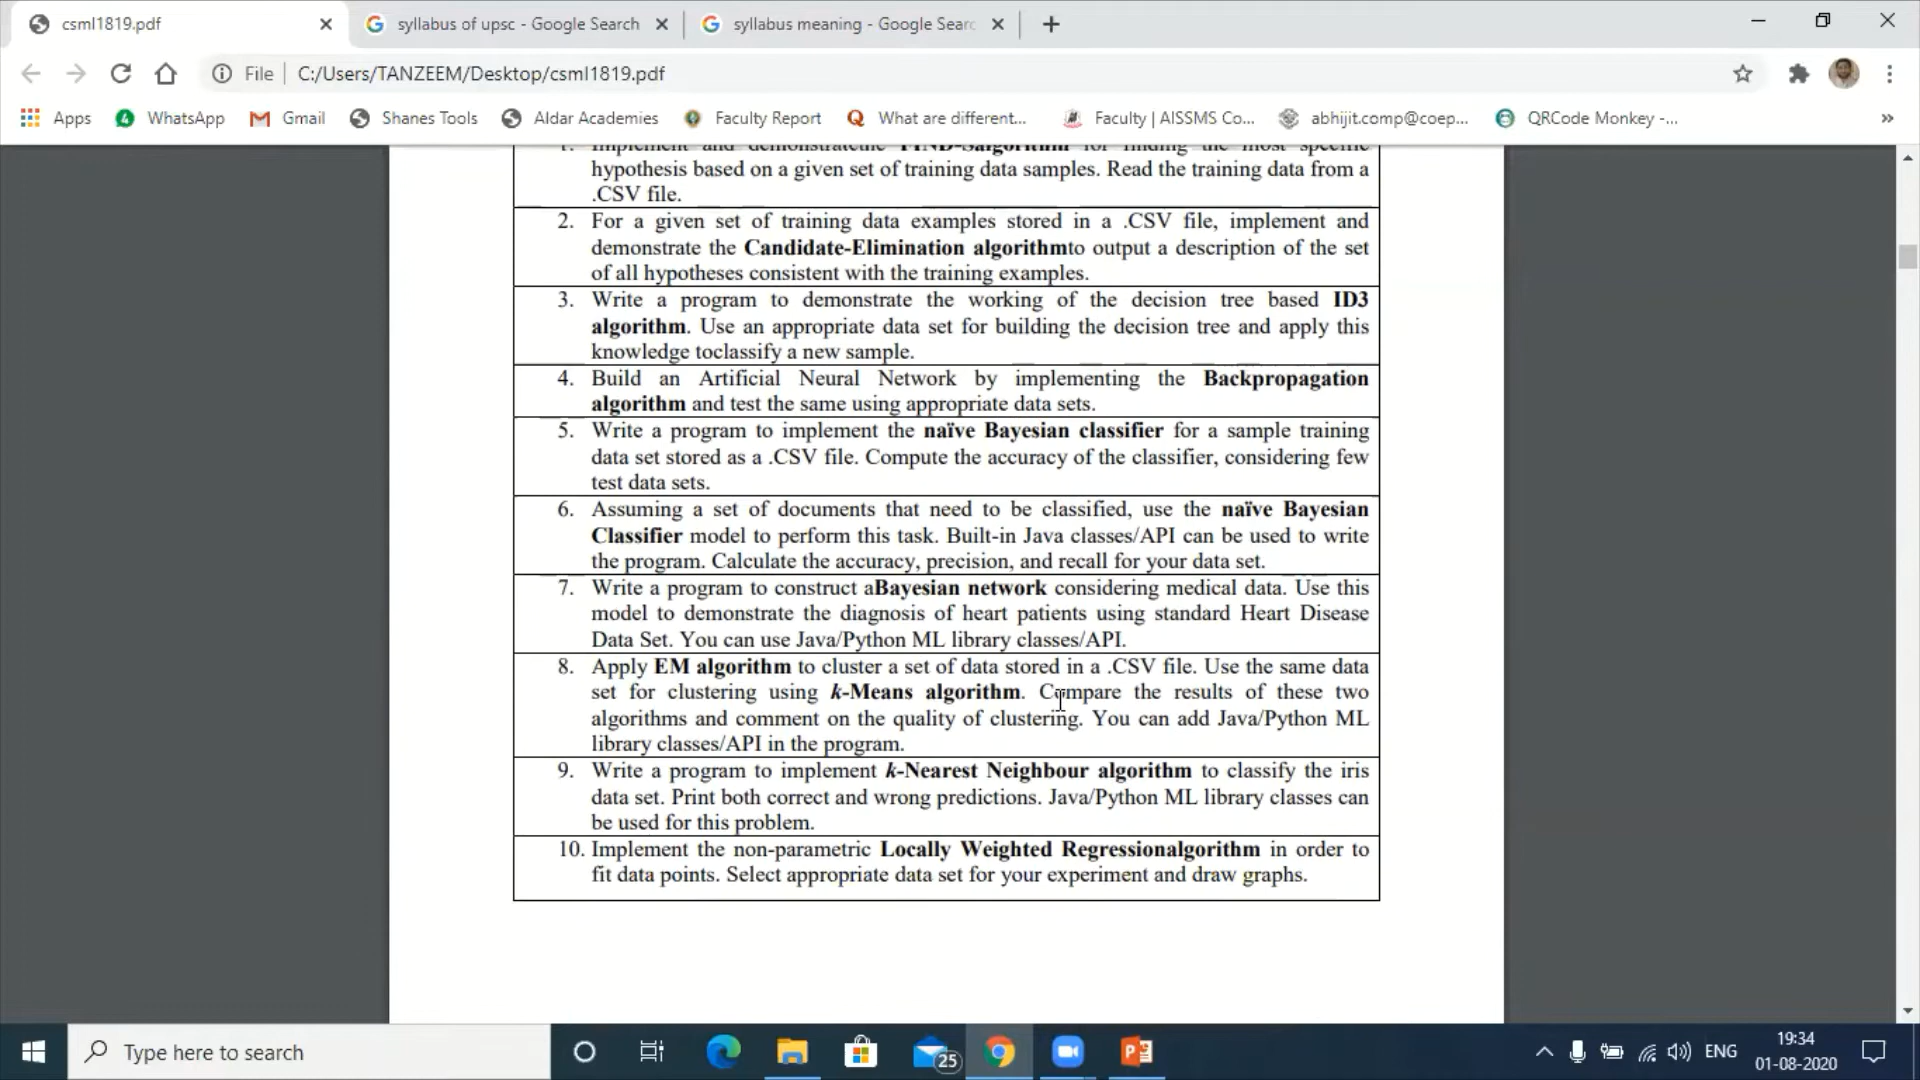 csml1819.pdf
syllabus of upsc - Google Search
syllabus meaning - Google Searc
File
C:/Users/TANZEEM/Desktop/csml1819.pdf
Apps
WhatsApp
Gmail
Shanes Tools
Aldar Academies
Faculty Report
What are different...
Faculty | AISSMS Co...
abhijit.comp@coep...
QRCode Monkey -...
»
1. Implement and demonstratethe FIND-Salgorithm for finding the most specific
hypothesis based on a given set of training data samples. Read the training data from a
.CSV file.
2. For a given set of training data examples stored in a .CSV file, implement and
demonstrate the Candidate-Elimination algorithmto output a description of the set
of all hypotheses consistent with the training examples.
3. Write a program to demonstrate the working of the decision tree based ID3
algorithm. Use an appropriate data set for building the decision tree and apply this
knowledge toclassify a new sample.
4. Build an Artificial Neural Network by implementing the Backpropagation
algorithm and test the same using appropriate data sets.
5. Write a program to implement the naïve Bayesian classifier for a sample training
data set stored as a .CSV file. Compute the accuracy of the classifier, considering few
test data sets.
6. Assuming a set of documents that need to be classified, use the naïve Bayesian
Classifier model to perform this task. Built-in Java classes/API can be used to write
the program. Calculate the accuracy, precision, and recall for your data set.
7. Write a program to construct aBayesian network considering medical data. Use this
model to demonstrate the diagnosis of heart patients using standard Heart Disease
Data Set. You can use Java/Python ML library classes/API.
8. Apply EM algorithm to cluster a set of data stored in a .CSV file. Use the same data
set for clustering using k-Means algorithm. Compare the results of these two
algorithms and comment on the quality of clustering. You can add Java/Python ML
library classes/API in the program.
9. Write a program to implement k-Nearest Neighbour algorithm to classify the iris
data set. Print both correct and wrong predictions. Java/Python ML library classes can
be used for this problem.
10. Implement the non-parametric Locally Weighted Regressionalgorithm in order to
fit data points. Select appropriate data set for your experiment and draw graphs.
Type here to search
25
ENG
19:34
01-08-2020